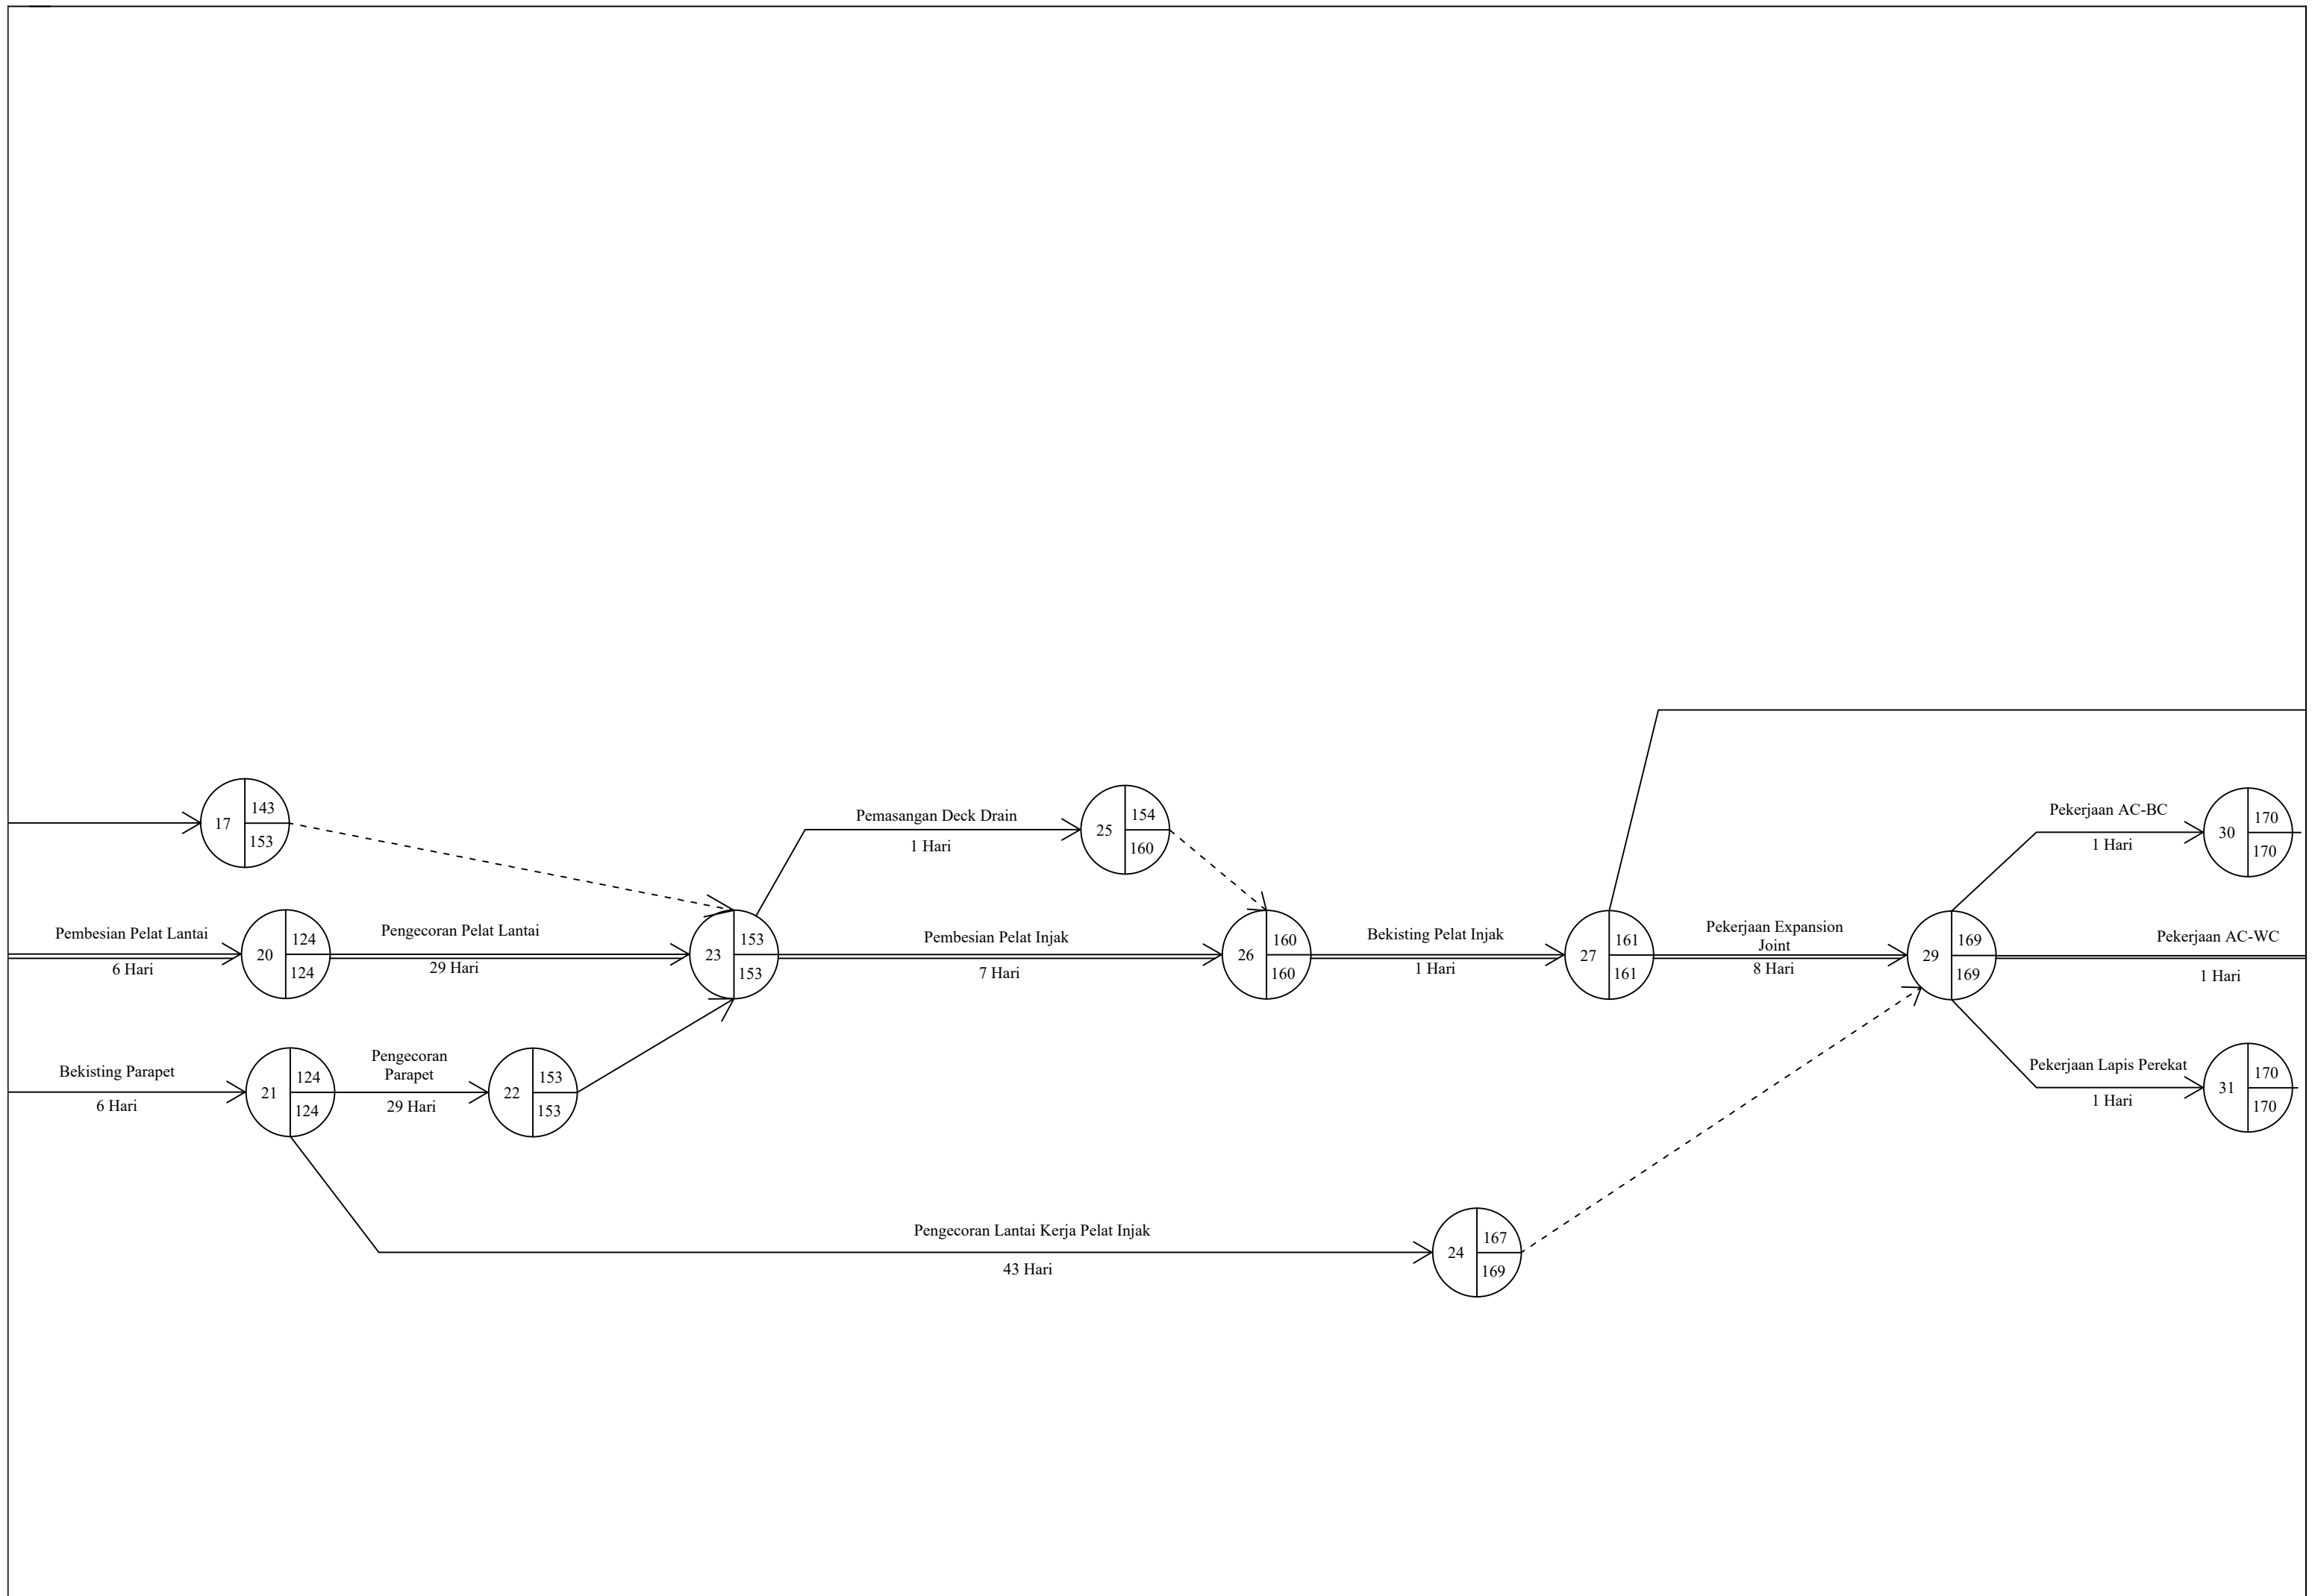 Pekerjaan AC-BC
1 Hari
30
170
170
17
143
153
Pemasangan Deck Drain
1 Hari
25
154
160
Pembesian Pelat Lantai
6 Hari
20
124
124
Pengecoran Pelat Lantai
29 Hari
23
153
153
Pembesian Pelat Injak
7 Hari
26
160
160
Bekisting Pelat Injak
1 Hari
27
161
161
Pekerjaan Expansion
Joint
8 Hari
29
169
169
Pekerjaan AC-WC
1 Hari
Bekisting Parapet
6 Hari
21
124
124
Pengecoran
Parapet
29 Hari
22
153
153
Pekerjaan Lapis Perekat
1 Hari
31
170
170
Pengecoran Lantai Kerja Pelat Injak
43 Hari
24
167
169